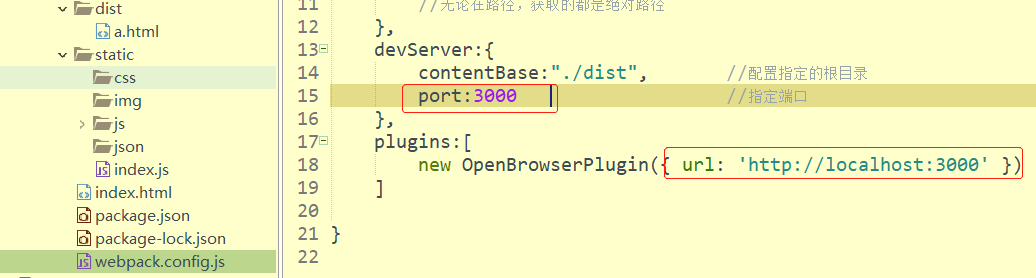 dist
a.html
static
css
img
js
json
index.js
index.html
package.json
package-lock.json
webpack.config.js
11 //无论在路径，获取的都是绝对路径
12 },
13 devServer:{
14 contentBase:"./dist", //配置指定的根目录
15 port:3000 //指定端口
16 },
17 plugins:[
18 new OpenBrowserPlugin({ url: 'http://localhost:3000' })
19 ]
20
21 }
22